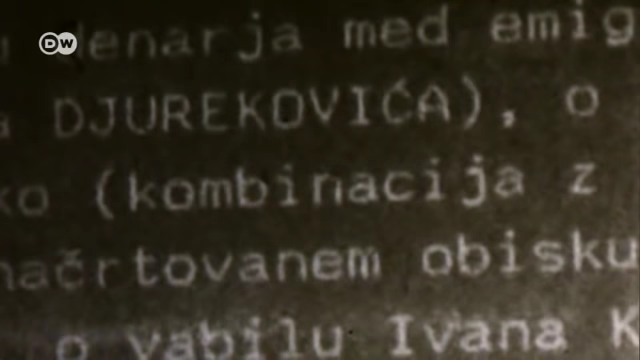 DW
denarja med emig
a DJUREKOVIĆA), o
ko (kombinacija z
načrtovanem obisku
o vabilu Ivana K